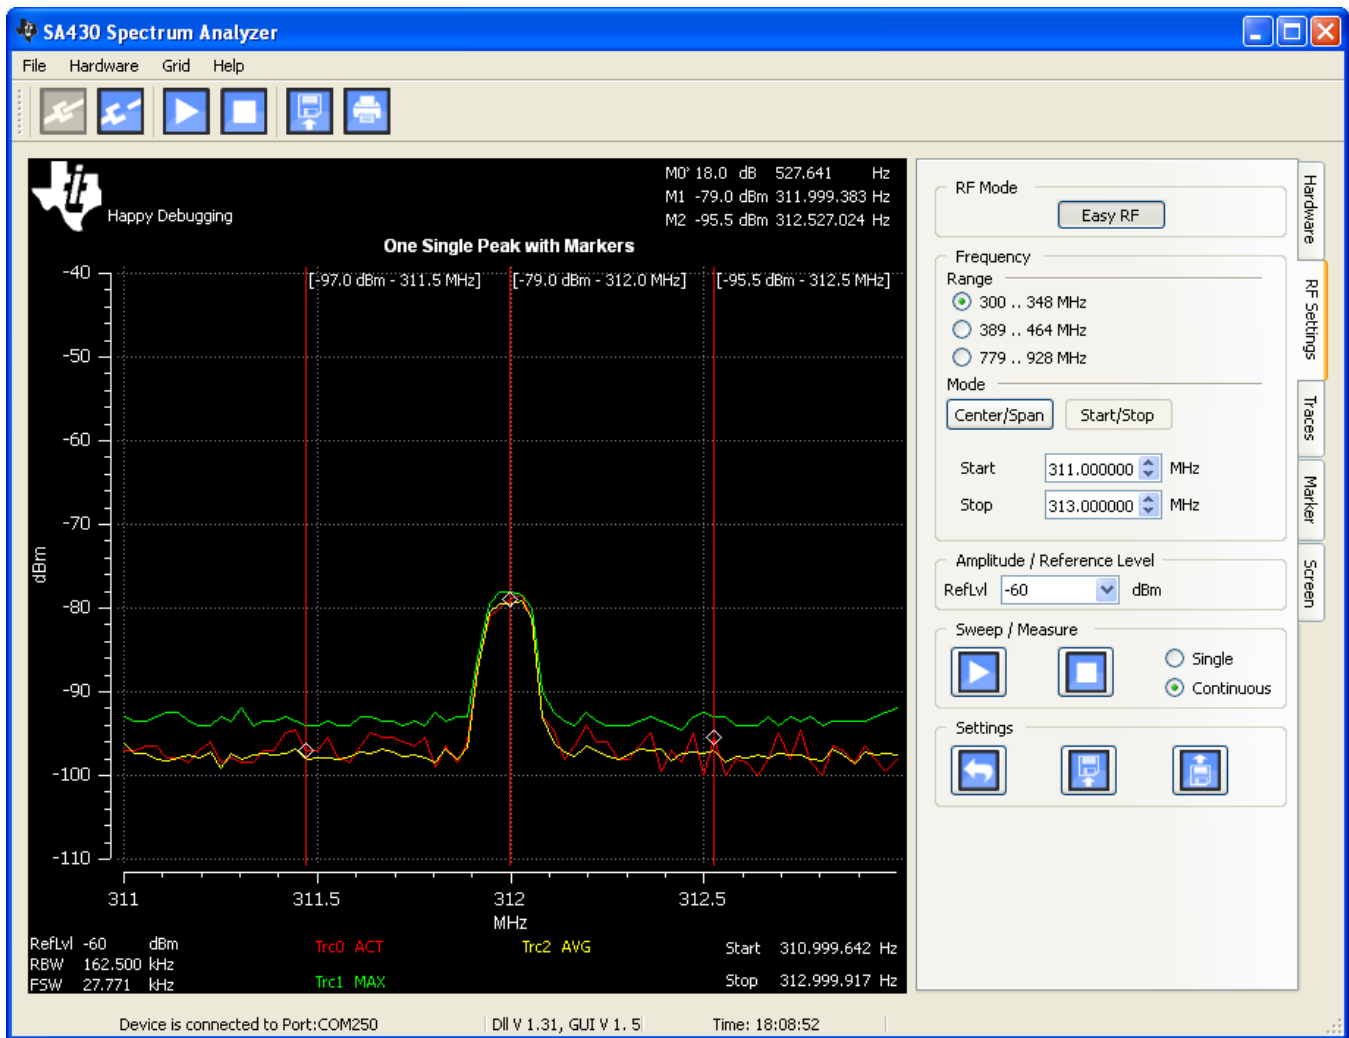 SA430 Spectrum Analyzer
File Hardware Grid Help
Happy Debugging
M0' 18.0 dB 527.641 Hz
M1 -79.0 dBm 311.999.383 Hz
M2 -95.5 dBm 312.527.024 Hz
One Single Peak with Markers
[-97.0 dBm - 311.5 MHz] [-79.0 dBm - 312.0 MHz] [-95.5 dBm - 312.5 MHz]
-40
-50
-60
-70
-80
-90
-100
-110
dBm
311 311.5 312 312.5
MHz
RefLvl -60 dBm
RBW 162.500 kHz
FSW 27.771 kHz
Trc0 ACT
Trc1 MAX
Trc2 AVG
Start 310.999.642 Hz
Stop 312.999.917 Hz
RF Mode
Easy RF
Frequency
Range
300 .. 348 MHz
389 .. 464 MHz
779 .. 928 MHz
Mode
Center/Span Start/Stop
Start 311.000000 MHz
Stop 313.000000 MHz
Amplitude / Reference Level
RefLvl -60 dBm
Sweep / Measure
Single
Continuous
Settings
Hardware
RF Settings
Traces
Marker
Screen
Device is connected to Port:COM250 Dll V 1.31, GUI V 1. 5 Time: 18:08:52